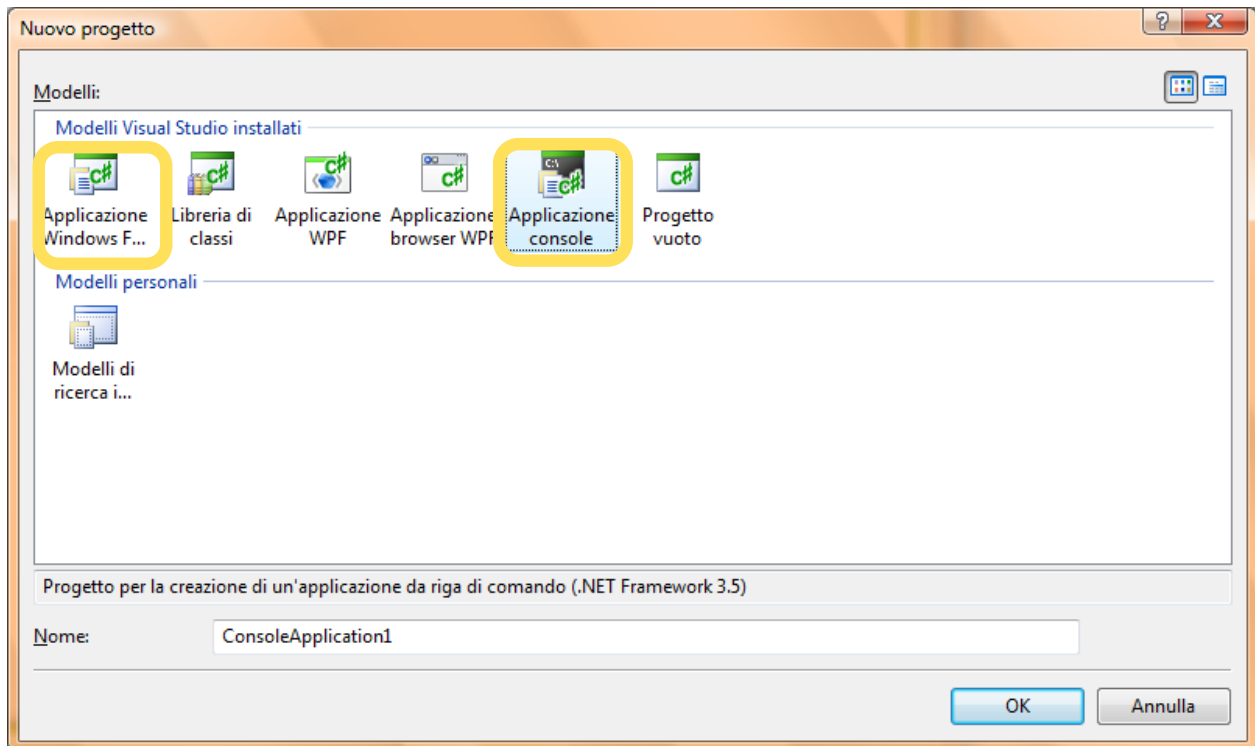 Nuovo progetto
Modelli:
Modelli Visual Studio installati
Applicazione Windows F...
Libreria di classi
Applicazione WPF
Applicazione browser WPF
Applicazione console
Progetto vuoto
Modelli personali
Modelli di ricerca i...
Progetto per la creazione di un'applicazione da riga di comando (.NET Framework 3.5)
Nome:
ConsoleApplication1
OK
Annulla